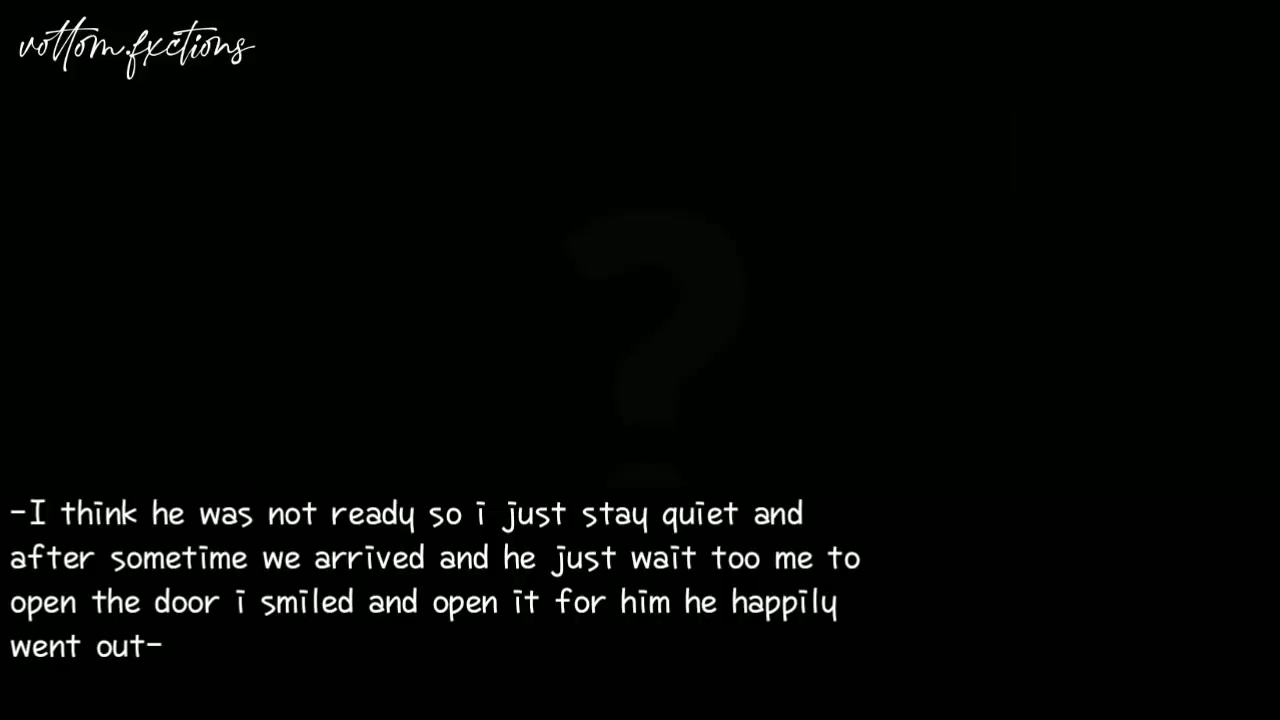 vottom.fxctions
?
-I think he was not ready so i just stay quiet and
after sometime we arrived and he just wait too me to
open the door i smiled and open it for him he happily
went out-